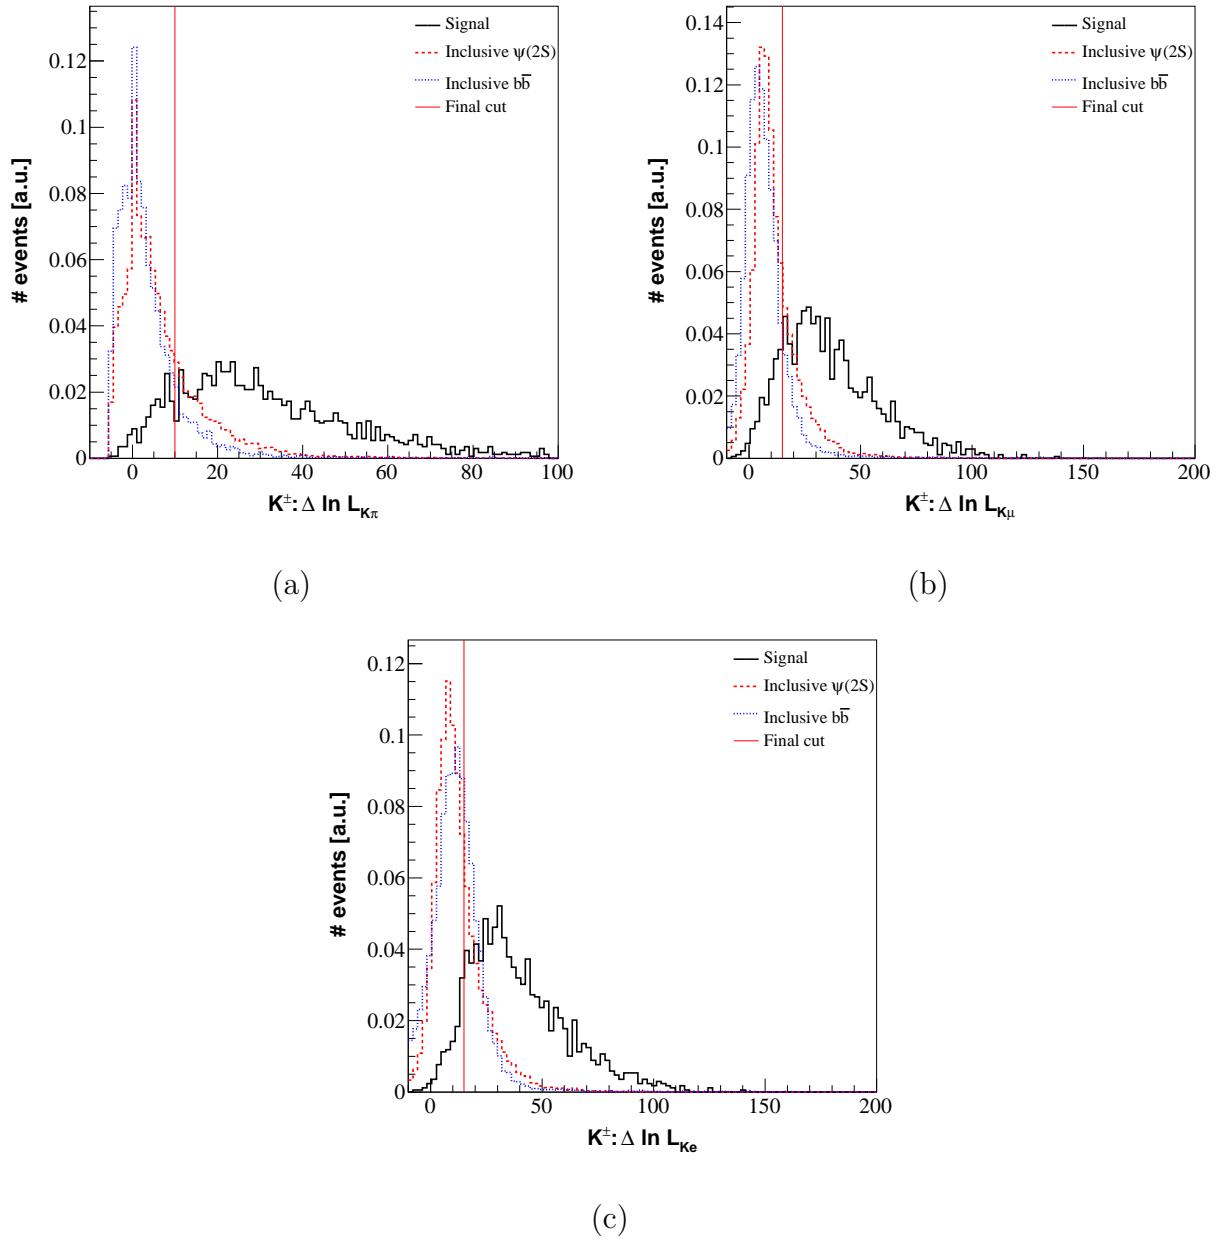 Signal
Inclusive ψ(2S)
Inclusive bb̅
Final cut
0.12
0.1
0.08
0.06
0.04
0.02
0
# events [a.u.]
0 20 40 60 80 100
K±: Δ ln L_Kπ
(a)
Signal
Inclusive ψ(2S)
Inclusive bb̅
Final cut
0.14
0.12
0.1
0.08
0.06
0.04
0.02
0
# events [a.u.]
0 50 100 150 200
K±: Δ ln L_Kμ
(b)
Signal
Inclusive ψ(2S)
Inclusive bb̅
Final cut
0.12
0.1
0.08
0.06
0.04
0.02
0
# events [a.u.]
0 50 100 150 200
K±: Δ ln L_Ke
(c)